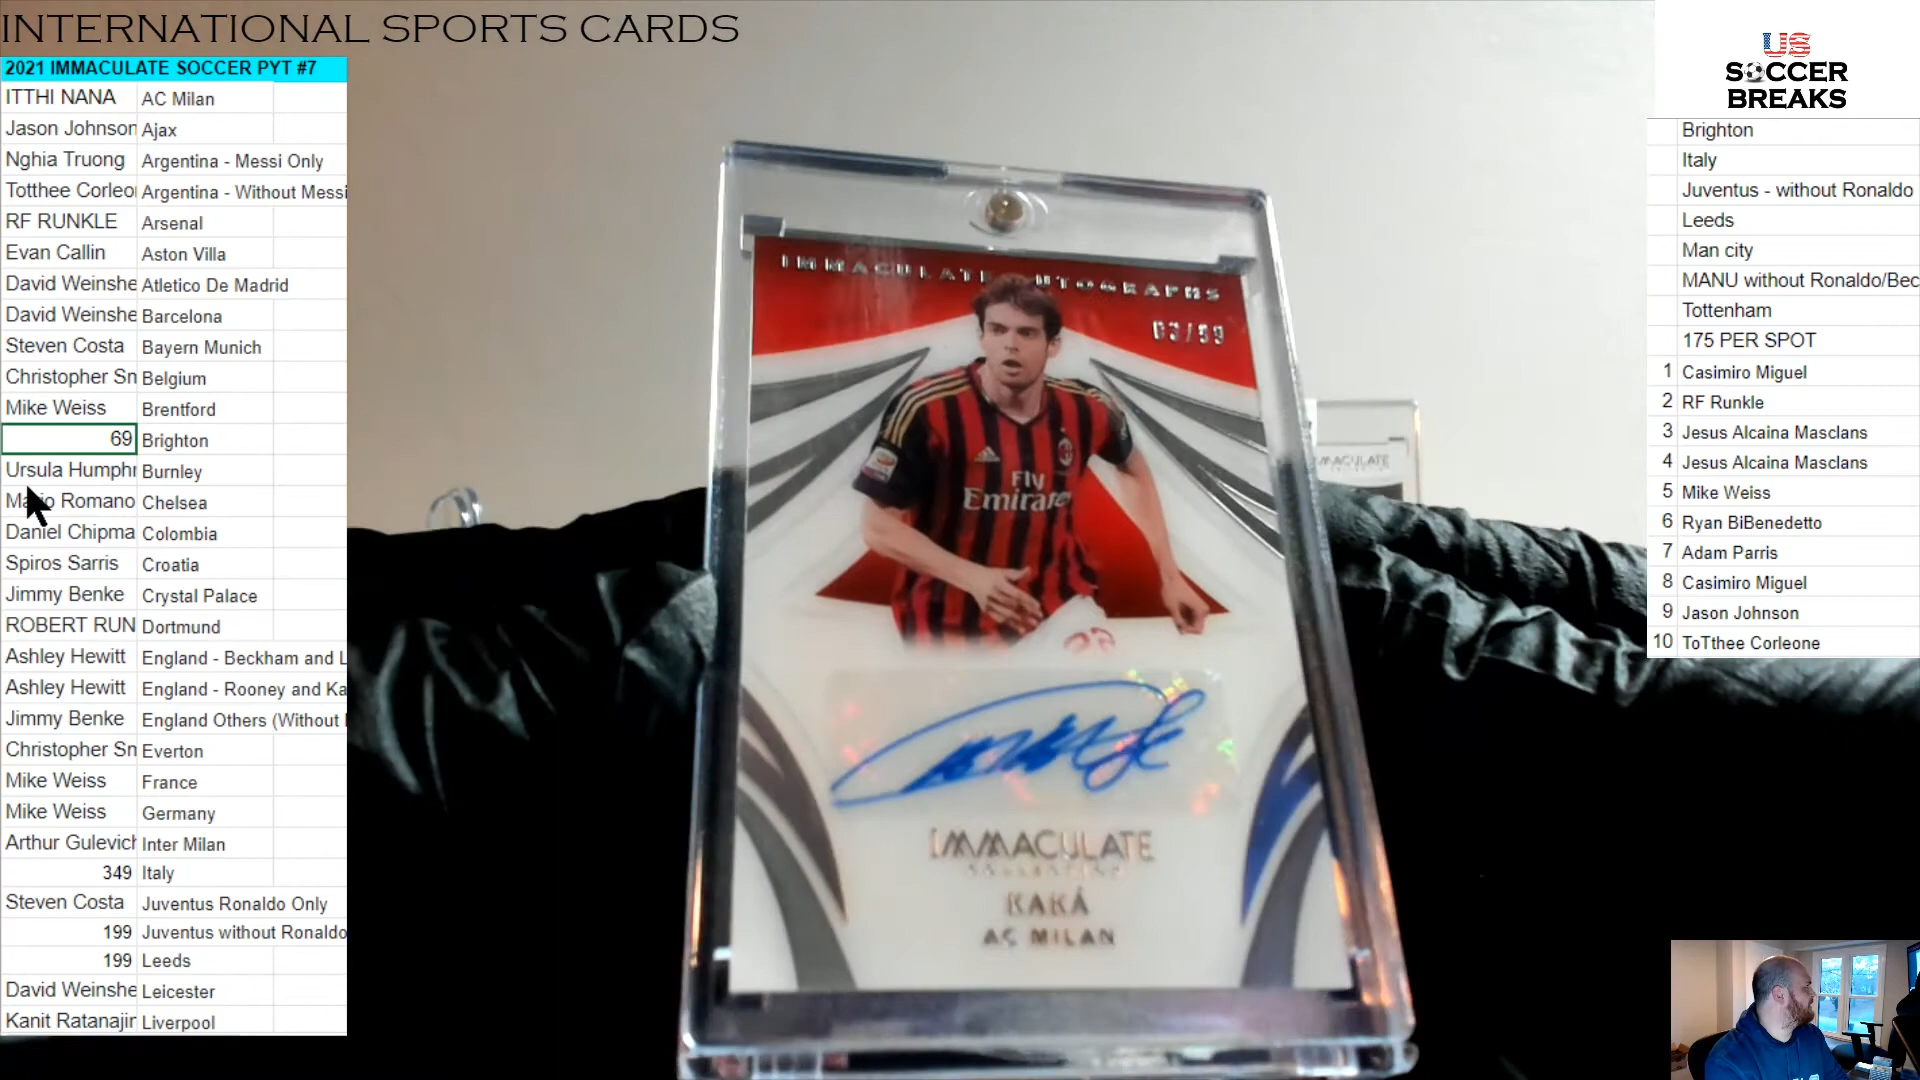 INTERNATIONAL SPORTS CARDS
2021 IMMACULATE SOCCER PYT #7
ITTHI NANA AC Milan
Jason Johnson Ajax
Nghia Truong Argentina - Messi Only
Totthee Corleo Argentina - Without Messi
RF RUNKLE Arsenal
Evan Callin Aston Villa
David Weinshe Atletico De Madrid
David Weinshe Barcelona
Steven Costa Bayern Munich
Christopher Sn Belgium
Mike Weiss Brentford
69 Brighton
Ursula Humphr Burnley
Romano Chelsea
Daniel Chipma Colombia
Spiros Sarris Croatia
Jimmy Benke Crystal Palace
ROBERT RUN Dortmund
Ashley Hewitt England - Beckham and L
Ashley Hewitt England - Rooney and Ka
Jimmy Benke England Others (Without
Christopher Sn Everton
Mike Weiss France
Mike Weiss Germany
Arthur Gulevich Inter Milan
349 Italy
Steven Costa Juventus Ronaldo Only
199 Juventus without Ronaldo
199 Leeds
David Weinshe Leicester
Kanit Ratanajir Liverpool
IMMACULATE UTOGRAPHS
03/99
Fly
Emirates
IMMACULATE
COLLECTION
KAKÁ
AC MILAN
IMMACULATE
US
SOCCER
BREAKS
Brighton
Italy
Juventus - without Ronaldo
Leeds
Man city
MANU without Ronaldo/Bec
Tottenham
175 PER SPOT
1 Casimiro Miguel
2 RF Runkle
3 Jesus Alcaina Masclans
4 Jesus Alcaina Masclans
5 Mike Weiss
6 Ryan BiBenedetto
7 Adam Parris
8 Casimiro Miguel
9 Jason Johnson
10 ToTthee Corleone